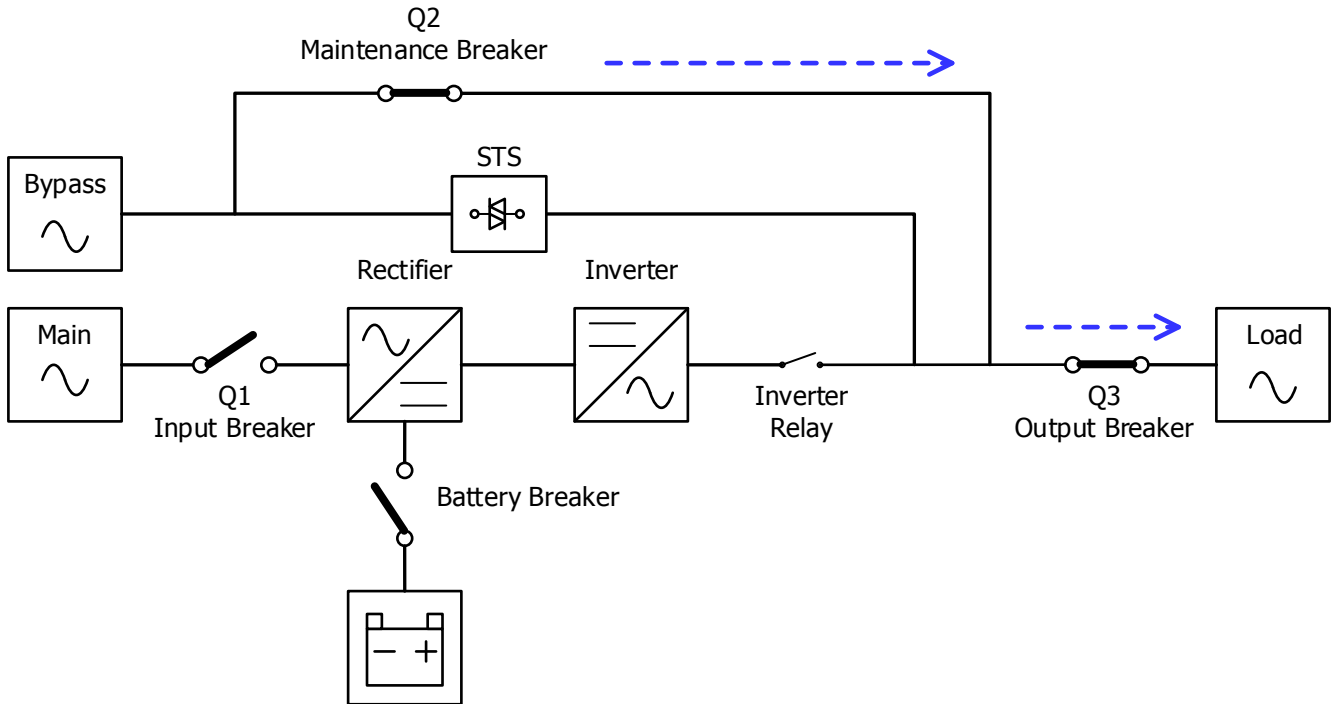 Q2
Maintenance Breaker
STS
Bypass
Rectifier
Inverter
Main
Load
Q1
Input Breaker
Inverter
Relay
Q3
Output Breaker
Battery Breaker